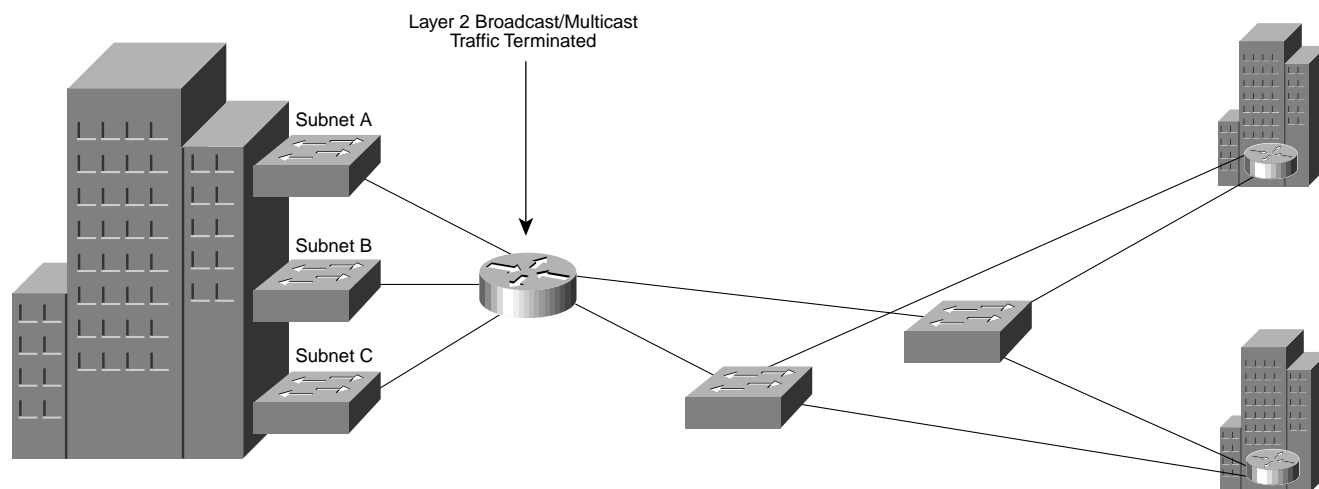 Layer 2 Broadcast/Multicast
Traffic Terminated
Subnet A
Subnet B
Subnet C